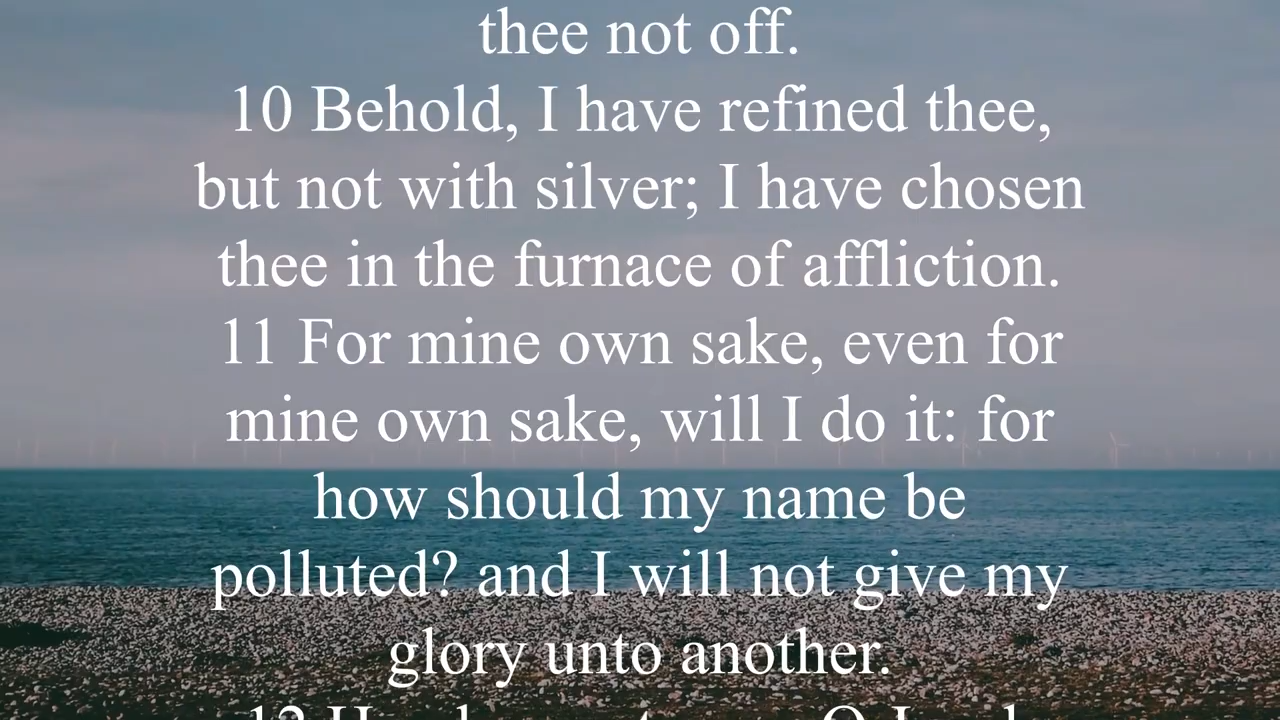 thee not off.
10 Behold, I have refined thee,
but not with silver; I have chosen
thee in the furnace of affliction.
11 For mine own sake, even for
mine own sake, will I do it: for
how should my name be
polluted? and I will not give my
glory unto another.